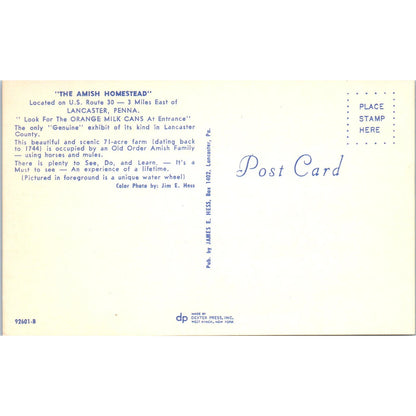 "THE AMISH HOMESTEAD"
Located on U.S. Route 30 — 3 Miles East of
LANCASTER, PENNA.
" Look For The ORANGE MILK CANS At Entrance"
The only "Genuine" exhibit of its kind in Lancaster
County.
This beautiful and scenic 71-acre farm (dating back
to 1744) is occupied by an Old Order Amish Family
— using horses and mules.
There is plenty to See, Do, and Learn, — It's a
Must to see — An experience of a lifetime.
(Pictured in foreground is a unique water wheel)
Color Photo by: Jim E. Hess
92601-B
Pub. by JAMES E. HESS, Box 1402, Lancaster, Pa.
Post Card
PLACE
STAMP
HERE
dp
MADE BY
DEXTER PRESS, INC.
WEST NYACK, NEW YORK